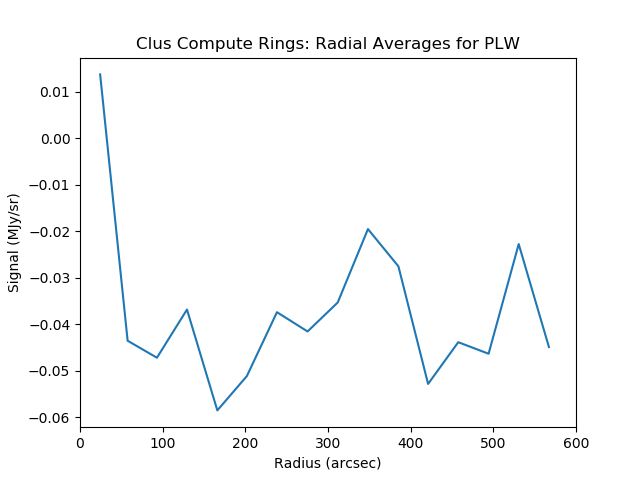 Clus Compute Rings: Radial Averages for PLW
Signal (MJy/sr)
0.01
0.00
−0.01
−0.02
−0.03
−0.04
−0.05
−0.06
0 100 200 300 400 500 600
Radius (arcsec)